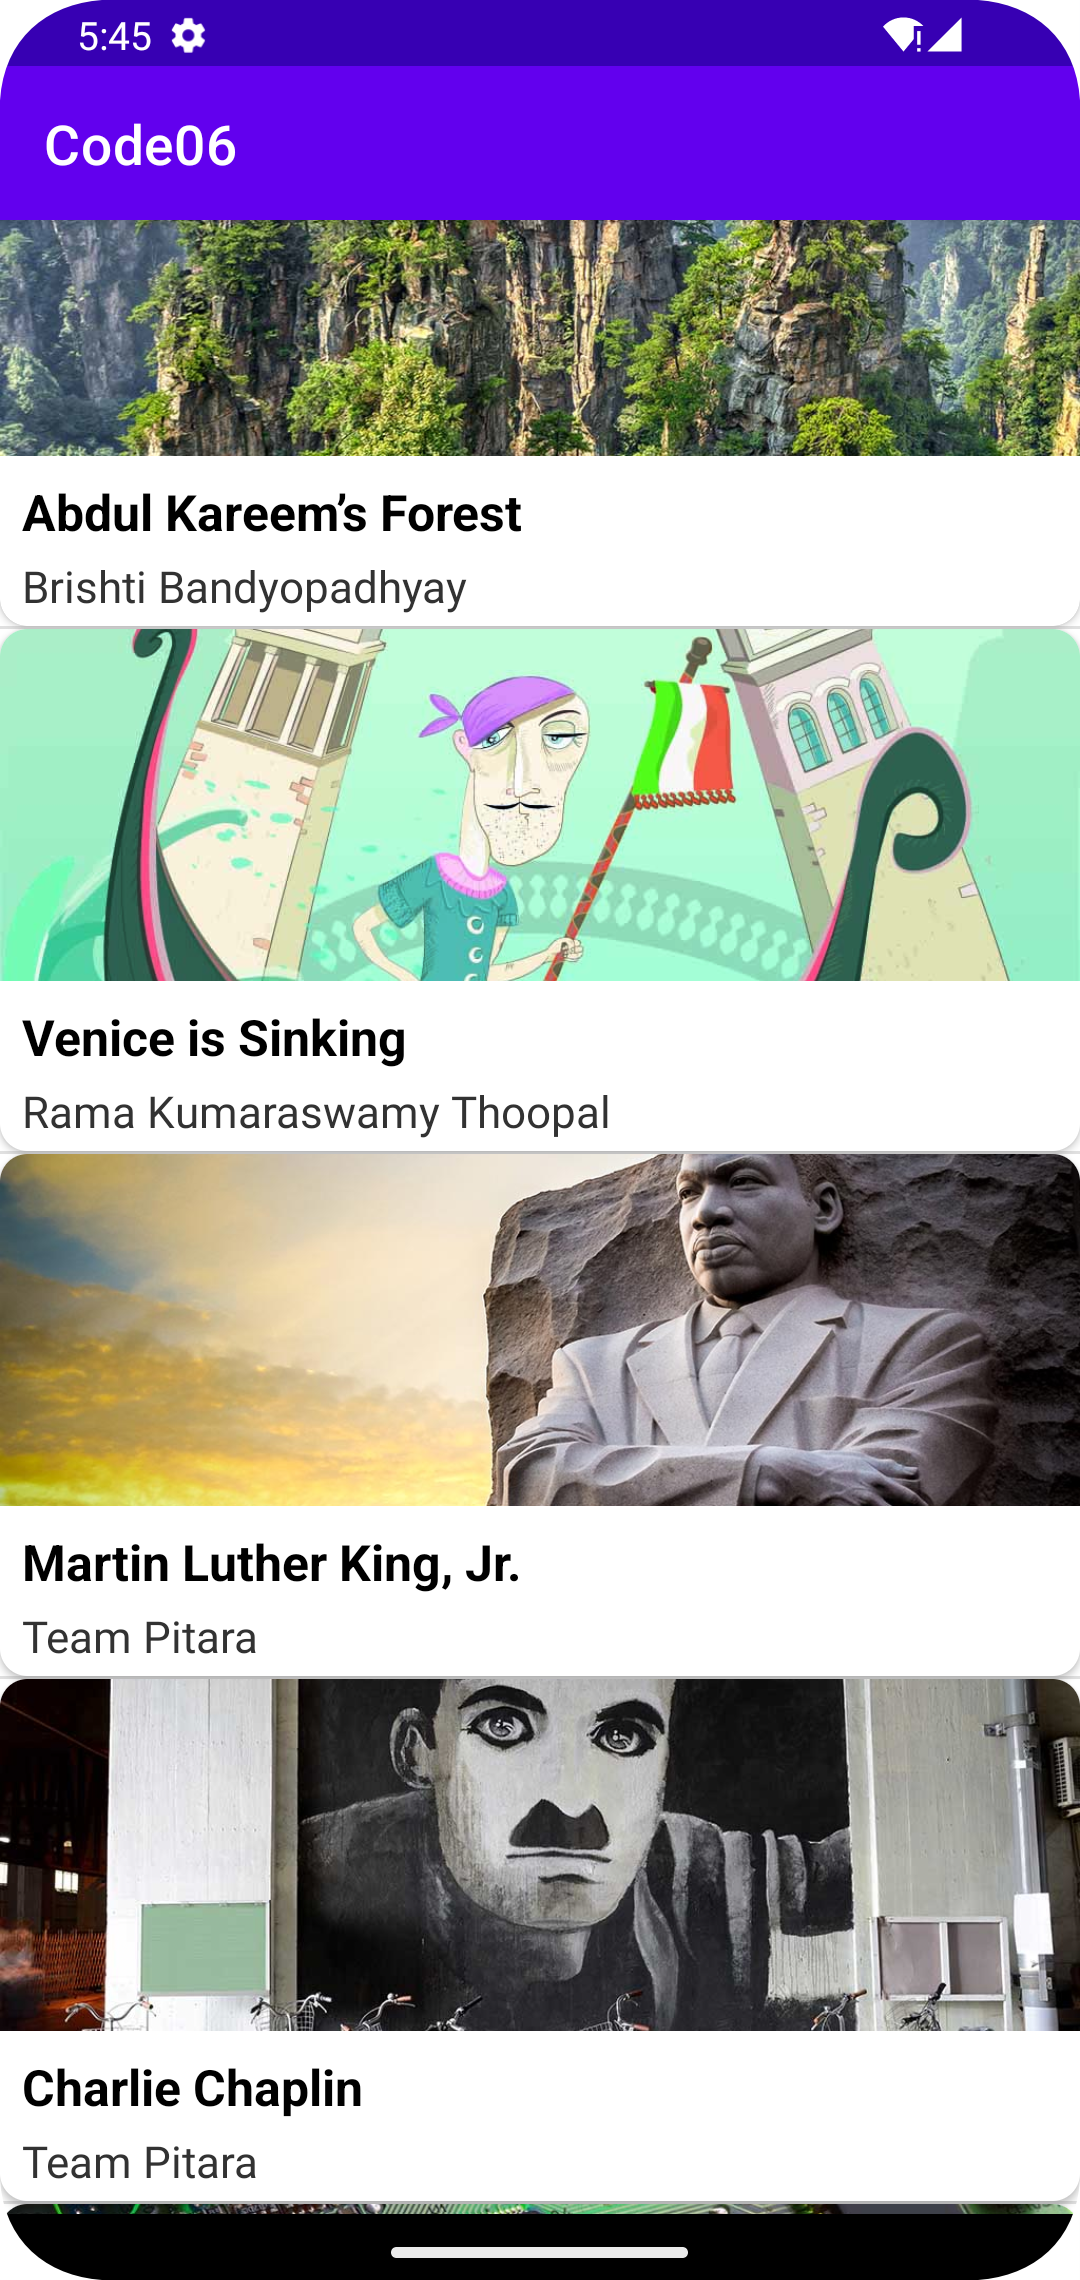 5:45
Code06
Abdul Kareem’s Forest
Brishti Bandyopadhyay
Venice is Sinking
Rama Kumaraswamy Thoopal
Martin Luther King, Jr.
Team Pitara
Charlie Chaplin
Team Pitara